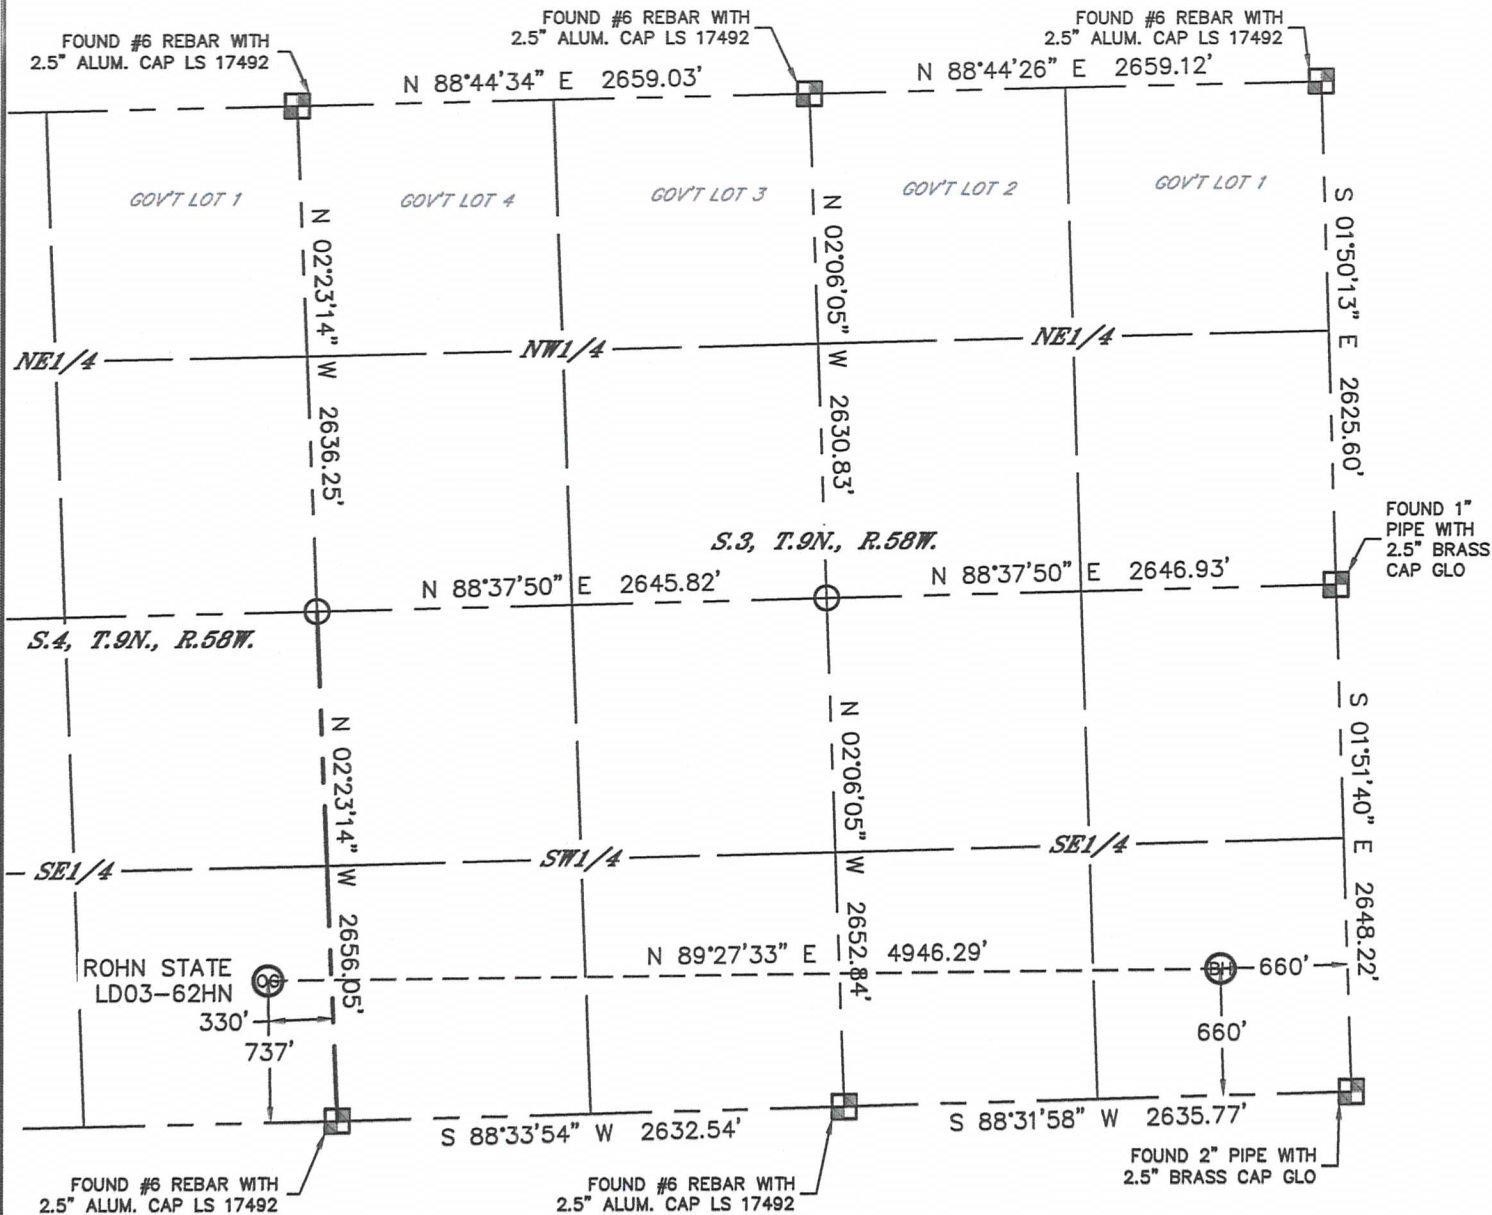 FOUND #6 REBAR WITH
2.5" ALUM. CAP LS 17492
FOUND #6 REBAR WITH
2.5" ALUM. CAP LS 17492
FOUND #6 REBAR WITH
2.5" ALUM. CAP LS 17492
N 88°44'34" E 2659.03'
N 88°44'26" E 2659.12'
GOV'T LOT 1
GOV'T LOT 4
GOV'T LOT 3
GOV'T LOT 2
GOV'T LOT 1
N 02°23'14" W 2636.25'
N 02°06'05" W 2630.83'
S 01°50'13" E 2625.60'
NE1/4
NW1/4
NE1/4
FOUND 1"
PIPE WITH
2.5" BRASS
CAP GLO
S.3, T.9N., R.58W.
N 88°37'50" E 2645.82'
N 88°37'50" E 2646.93'
S.4, T.9N., R.58W.
N 02°23'14" W 2656.05'
N 02°06'05" W 2652.84'
S 01°51'40" E 2648.22'
SE1/4
SW1/4
SE1/4
ROHN STATE
LD03-62HN
OG
N 89°27'33" E 4946.29'
BH
660'
330'
737'
660'
S 88°33'54" W 2632.54'
S 88°31'58" W 2635.77'
FOUND #6 REBAR WITH
2.5" ALUM. CAP LS 17492
FOUND #6 REBAR WITH
2.5" ALUM. CAP LS 17492
FOUND 2" PIPE WITH
2.5" BRASS CAP GLO